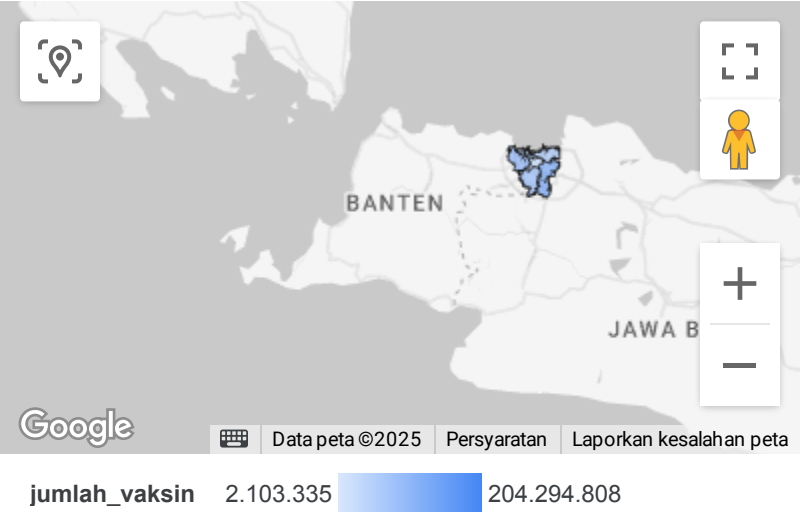 BANTEN
JAWA B
Google
Data peta ©2025
Persyaratan
Laporkan kesalahan peta
jumlah_vaksin 2.103.335 204.294.808